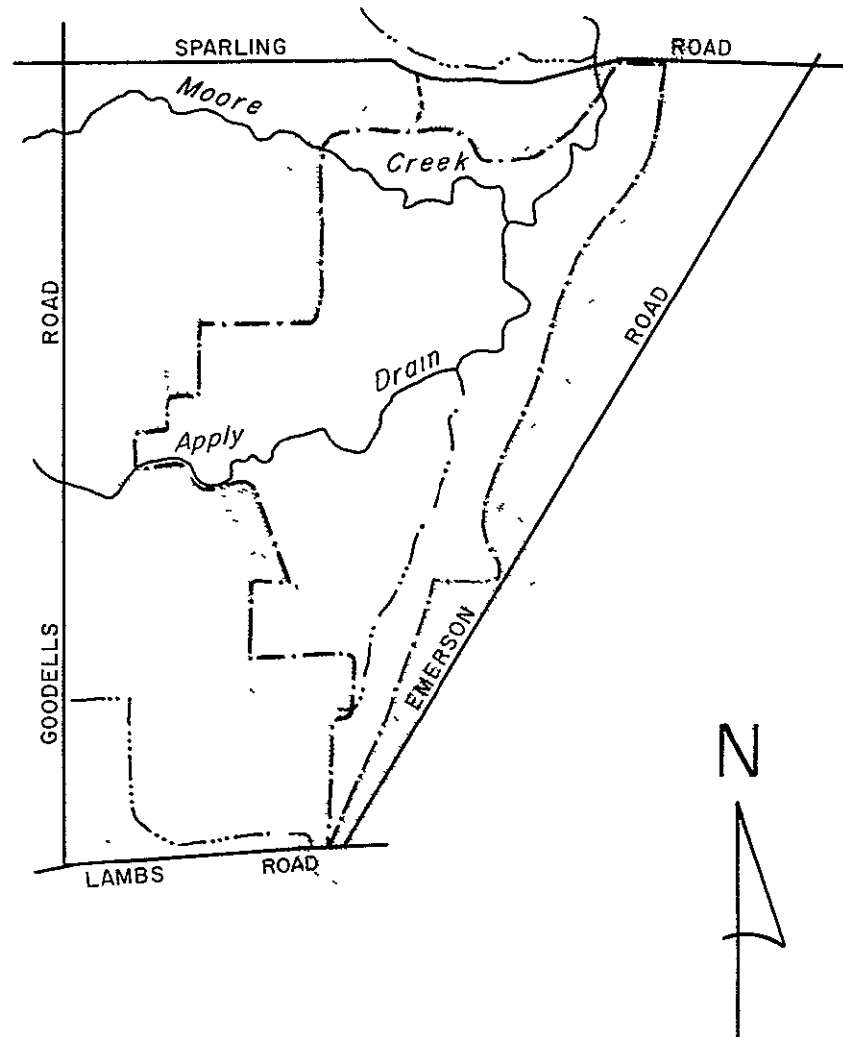 SPARLING ROAD
Moore
Creek
ROAD
ROAD
Drain
Apply
EMERSON
GOODELLS
N
LAMBS ROAD